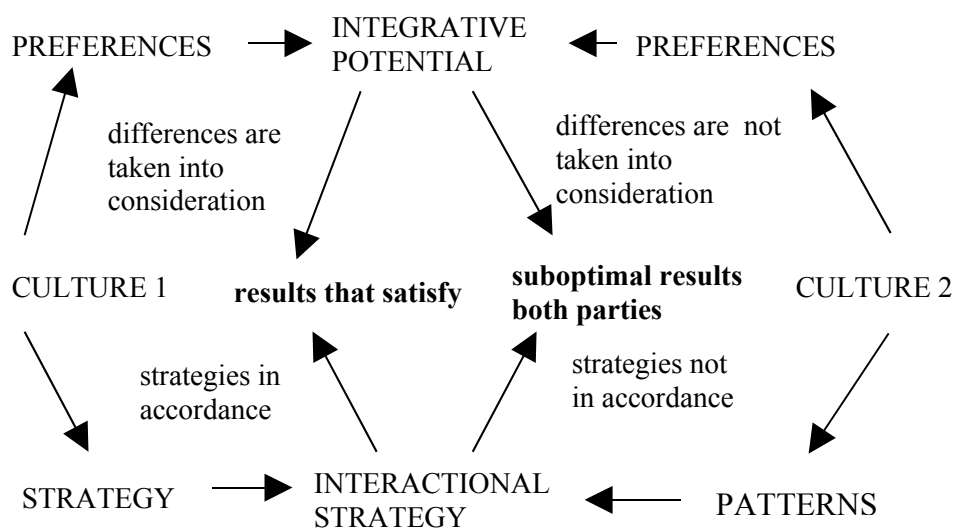 PREFERENCES
INTEGRATIVE
POTENTIAL
PREFERENCES
differences are
taken into
consideration
differences are not
taken into
consideration
CULTURE 1
results that satisfy
suboptimal results
both parties
CULTURE 2
strategies in
accordance
strategies not
in accordance
STRATEGY
INTERACTIONAL
STRATEGY
PATTERNS